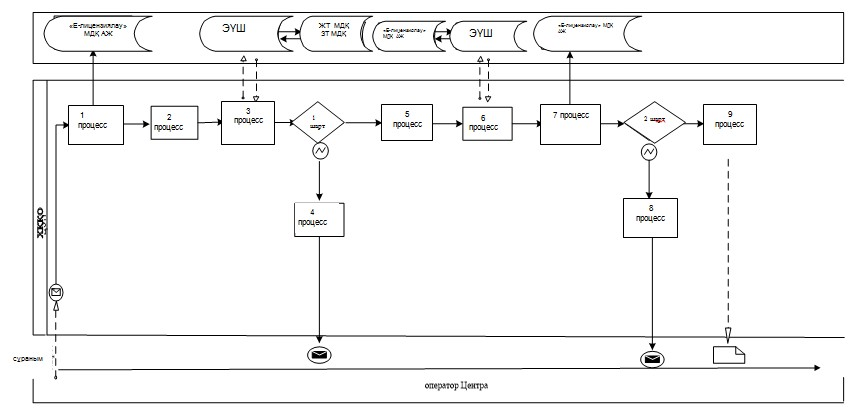 «Е-лицензиялау»
МДҚ АЖ
ЭҮШ
ЖТ МДҚ
ЗТ МДҚ
«Е-лицензиялау»
МДҚ АЖ
ЭҮШ
«Е-лицензиялау» МДҚ
АЖ
1
процесс
2
процесс
3
процесс
1
шарт
5
процесс
6
процесс
7 процесс
2 шарт
9
процесс
4
процесс
8
процесс
ХҚКО
сұраным
оператор Центра